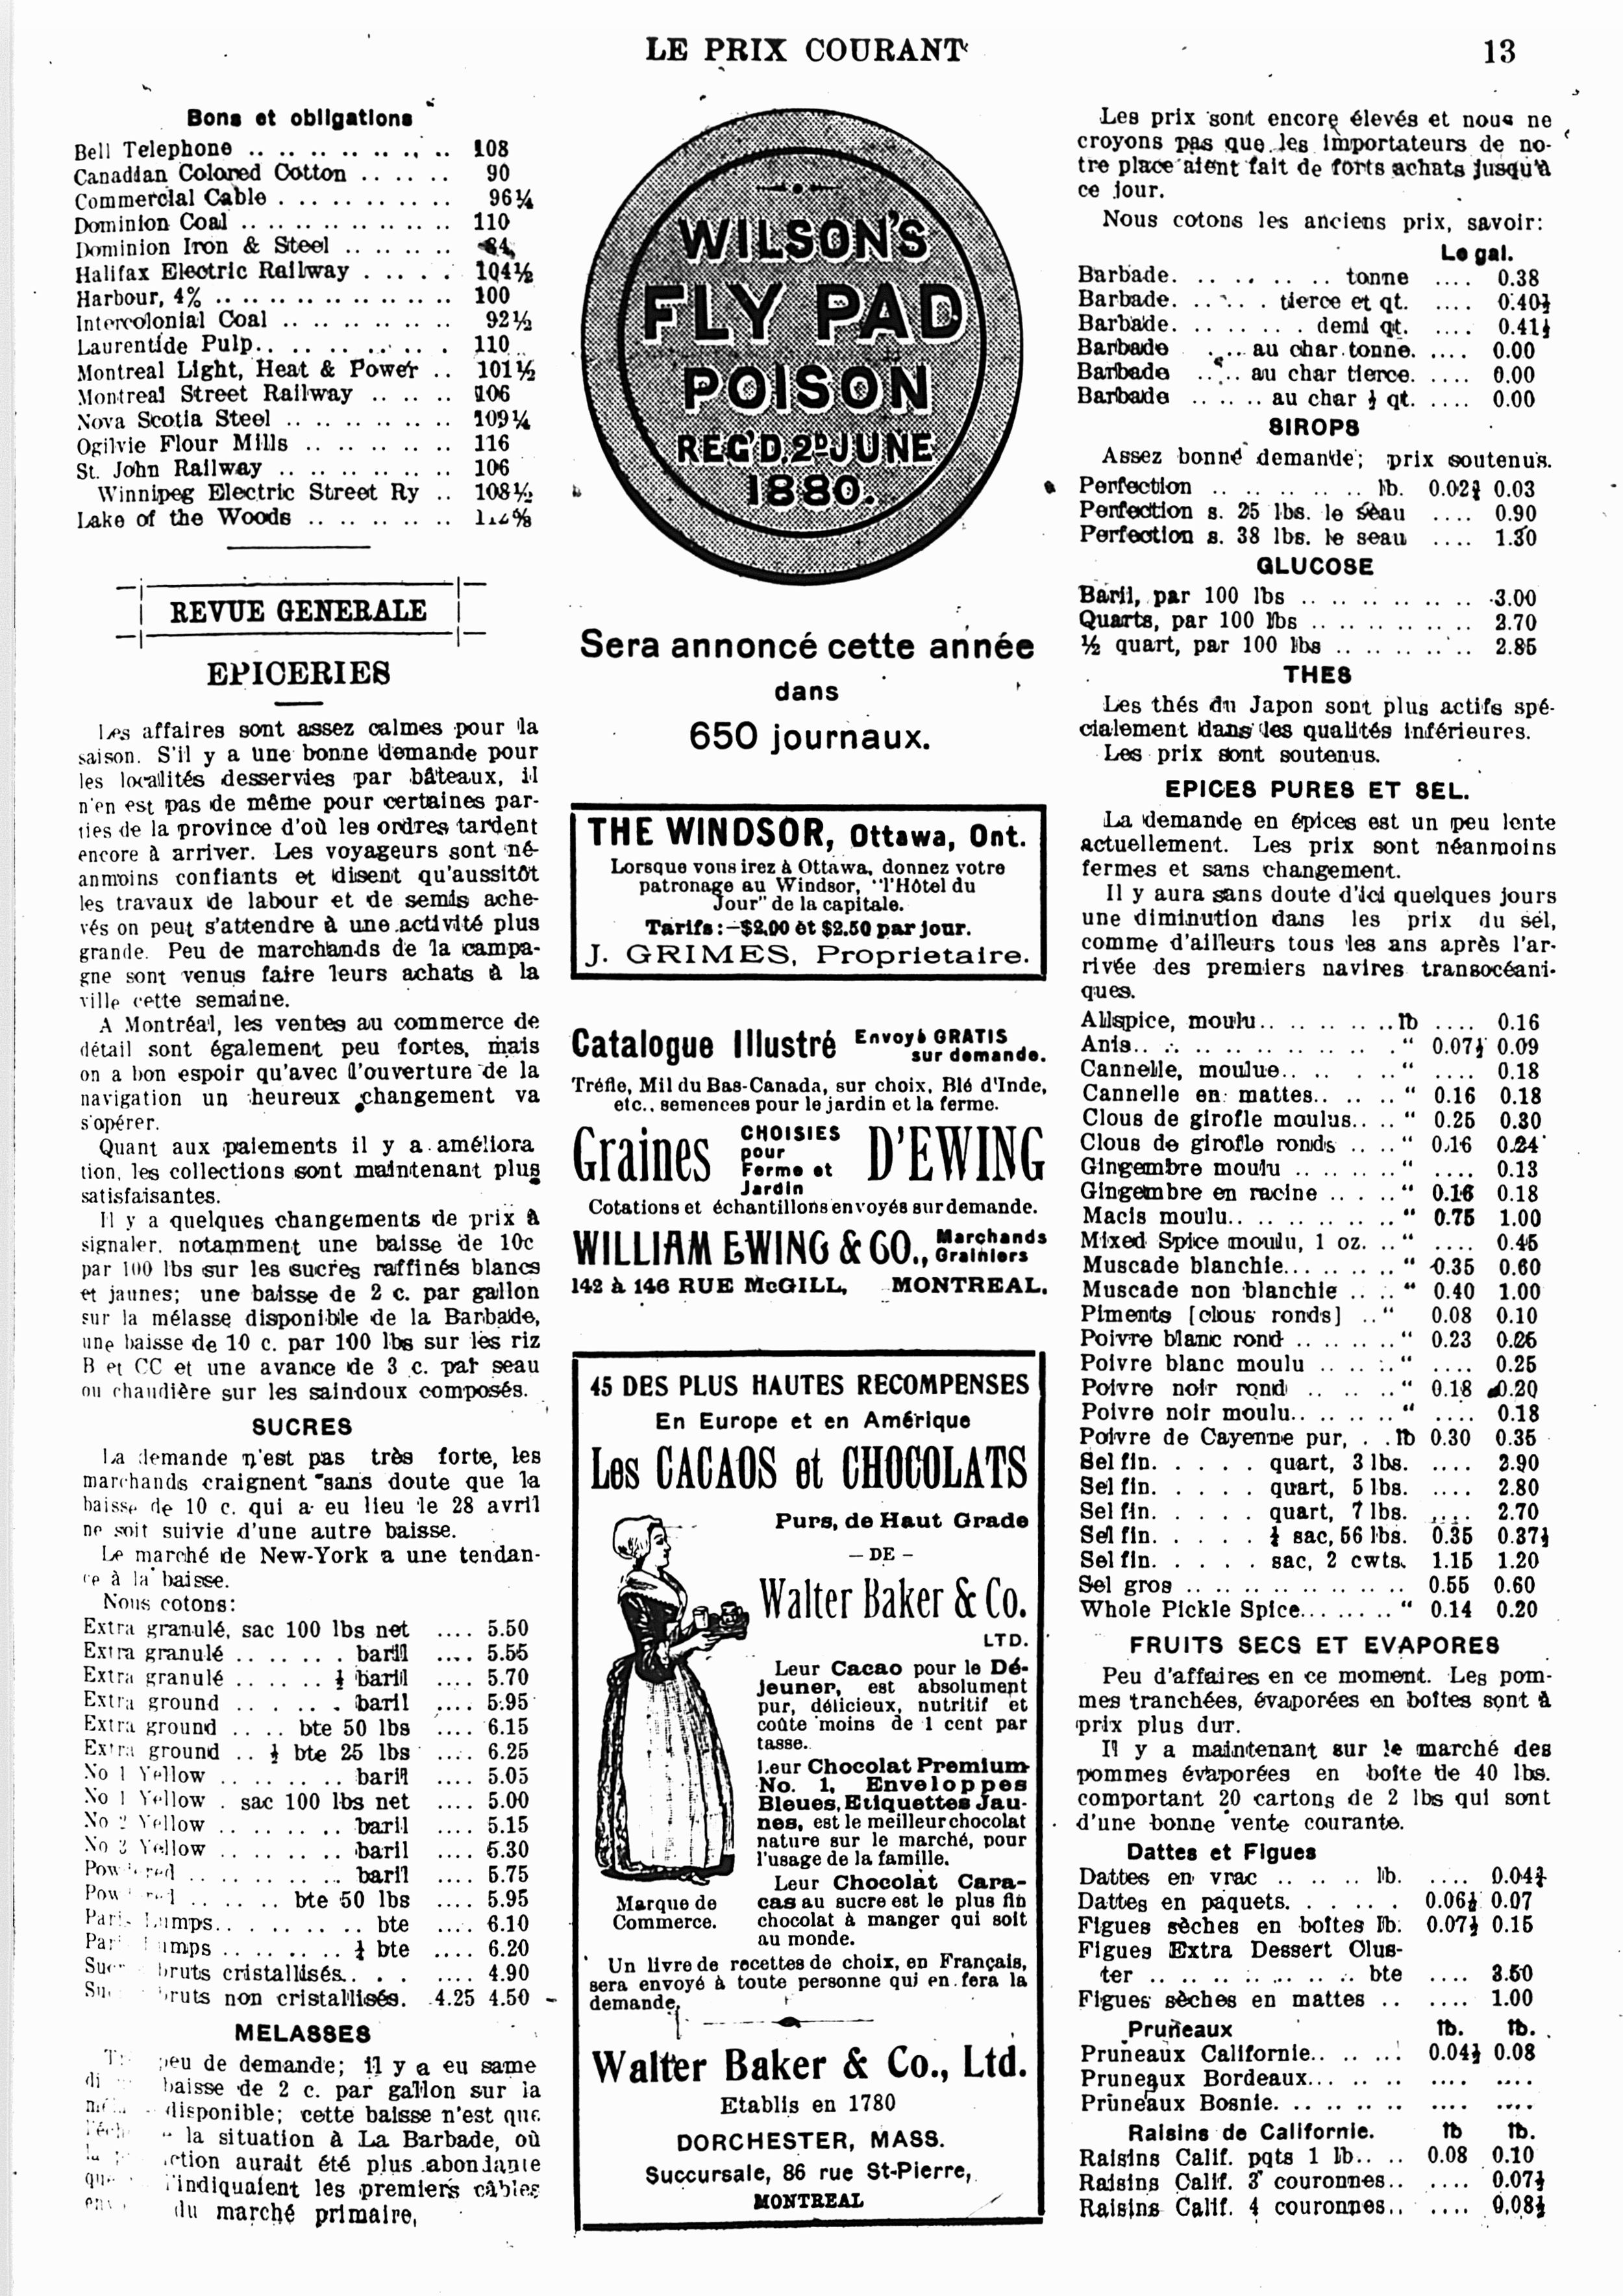 LE PRIX COURANT
13
Bons et obligations
Bell Telephone .. .. .. .. .. .. .. .. .. 108
Canadian Colored Cotton .. .. .. .. 90
Commercial Cable .. .. .. .. .. .. 96¼
Dominion Coal .. .. .. .. .. .. .. .. 110
Dominion Iron & Steel .. .. .. .. 84
Halifax Electric Railway . .. .. . 104½
Harbour, 4% .. .. .. .. .. .. .. .. .. 100
Intercolonial Coal .. .. .. .. .. .. 92½
Laurentide Pulp.. .. .. .. .. .. .. . 110
Montreal Light, Heat & Power .. 101½
Montreal Street Railway .. .. .. 106
Nova Scotia Steel .. .. .. .. .. .. 109¼
Ogilvie Flour Mills .. .. .. .. .. .. 116
St. John Railway .. .. .. .. .. .. .. 106
Winnipeg Electric Street Ry .. 108½
Lake of the Woods .. .. .. .. .. ..
REVUE GENERALE
EPICERIES
Les affaires sont assez calmes pour la
saison. S'il y a une bonne demande pour
les localités desservies par bâteaux, il
n'en est pas de même pour certaines par-
ties de la province d'où les ordres tardent
encore à arriver. Les voyageurs sont né-
anmoins confiants et disent qu'aussitôt
les travaux de labour et de semis ache-
vés on peut s'attendre à une activité plus
grande. Peu de marchands de la campa-
gne sont venus faire leurs achats à la
ville cette semaine.
A Montréal, les ventes au commerce de
détail sont également peu fortes, mais
on a bon espoir qu'avec l'ouverture de la
navigation un heureux changement va
s'opérer.
Quant aux paiements il y a améliora
tion, les collections sont maintenant plus
satisfaisantes.
Il y a quelques changements de prix à
signaler, notamment une baisse de 10c
par 100 lbs sur les sucres raffinés blancs
et jaunes; une baisse de 2 c. par gallon
sur la mélasse disponible de la Barbade,
une baisse de 10 c. par 100 lbs sur les riz
B et CC et une avance de 3 c. par seau
ou chaudière sur les saindoux composés.
SUCRES
La demande n'est pas très forte, les
marchands craignent sans doute que la
baisse de 10 c. qui a eu lieu le 28 avril
ne soit suivie d'une autre baisse.
Le marché de New-York a une tendan-
ce à la baisse.
Nous cotons:
Extra granulé, sac 100 lbs net .... 5.50
Extra granulé .. .. .. . baril .... 5.55
Extra granulé .. .. .. ½ baril .... 5.70
Extra ground .. .. .. . baril .... 5.95
Extra ground .. .. bte 50 lbs .... 6.15
Extra ground .. ½ bte 25 lbs .... 6.25
No 1 Yellow .. .. .. .. .. baril .... 5.05
No 1 Yellow . sac 100 lbs net .... 5.00
No 2 Yellow .. .. .. .. .. baril .... 5.15
No 3 Yellow .. .. .. .. .. baril .... 5.30
Powdered .. .. .. .. .. .. baril .... 5.75
Powdered .. .. .. bte 50 lbs .... 5.95
Paris Lumps.. .. .. .. .. .. bte .... 6.10
Paris Lumps .. .. .. .. ½ bte .... 6.20
bruts cristallisés.. . . .... 4.90
bruts non cristallisés. 4.25 4.50
MELASSES
peu de demande; il y a eu same
di baisse de 2 c. par gallon sur la
disponible; cette baisse n'est que
la situation à La Barbade, où
aurait été plus abondante
l'indiquaient les premiers câbles
du marché primaire,
WILSON'S
FLY PAD
POISON
REG'D. 2D JUNE
1880.
Sera annoncé cette année
dans
650 journaux.
THE WINDSOR, Ottawa, Ont.
Lorsque vous irez à Ottawa, donnez votre
patronage au Windsor, "l'Hôtel du
Jour" de la capitale.
Tarifs:—$2.00 et $2.50 par jour.
J. GRIMES, Proprietaire.
Catalogue Illustré Envoyé GRATIS
sur demande.
Tréfle, Mil du Bas-Canada, sur choix, Blé d'Inde,
etc., semences pour le jardin et la ferme.
Graines CHOISIES pour Ferme et Jardin D'EWING
Cotations et échantillons envoyés sur demande.
WILLIAM EWING & CO., Marchands Grainiers
142 à 146 RUE McGILL, MONTREAL.
45 DES PLUS HAUTES RECOMPENSES
En Europe et en Amérique
Les CACAOS et CHOCOLATS
Purs, de Haut Grade
— DE —
Walter Baker & Co.
LTD.
Leur Cacao pour le Dé-
jeuner, est absolument
pur, délicieux, nutritif et
coûte moins de 1 cent par
tasse.
Leur Chocolat Premium
No. 1, Enveloppes
Bleues, Etiquettes Jau-
nes, est le meilleur chocolat
nature sur le marché, pour
l'usage de la famille.
Leur Chocolat Cara-
cas au sucre est le plus fin
chocolat à manger qui soit
au monde.
Marque de
Commerce.
Un livre de recettes de choix, en Français,
sera envoyé à toute personne qui en fera la
demande.
Walter Baker & Co., Ltd.
Etablis en 1780
DORCHESTER, MASS.
Succursale, 86 rue St-Pierre,
MONTREAL
Les prix sont encore élevés et nous ne
croyons pas que les importateurs de no-
tre place aient fait de forts achats jusqu'à
ce jour.
Nous cotons les anciens prix, savoir:
Le gal.
Barbade. .. .. .. .. .. tonne .... 0.38
Barbade. .. .. . tierce et qt. .... 0.40½
Barbade. .. .. .. . demi qt. .... 0.41½
Barbade .. .. au char tonne. .... 0.00
Barbade .. .. au char tierce. .... 0.00
Barbade .. .. .. au char ½ qt. .... 0.00
SIROPS
Assez bonne demande; prix soutenus.
Perfection .. .. .. .. .. . lb. 0.02¾ 0.03
Perfection s. 25 lbs. le seau .... 0.90
Perfection s. 38 lbs. le seau .... 1.30
GLUCOSE
Baril, par 100 lbs .. .. .. .. .. .. .. 3.00
Quarts, par 100 lbs .. .. .. .. .. .. 2.70
½ quart, par 100 lbs .. .. .. .. .. 2.85
THES
Les thés du Japon sont plus actifs spé-
cialement dans les qualités inférieures.
Les prix sont soutenus.
EPICES PURES ET SEL.
La demande en épices est un peu lente
actuellement. Les prix sont néanmoins
fermes et sans changement.
Il y aura sans doute d'ici quelques jours
une diminution dans les prix du sel,
comme d'ailleurs tous les ans après l'ar-
rivée des premiers navires transocéani-
ques.
Allspice, moulu.. .. .. .. .. lb .... 0.16
Anis.. .. .. .. .. .. .. .. .. " 0.07½ 0.09
Cannelle, moulue.. .. .. .. " .... 0.18
Cannelle en mattes.. .. .. .. " 0.16 0.18
Clous de girofle moulus.. .. " 0.25 0.30
Clous de girofle ronds .. .. " 0.16 0.24
Gingembre moulu .. .. .. .. " .... 0.13
Gingembre en racine .. .. .. " 0.16 0.18
Macis moulu.. .. .. .. .. .. " 0.75 1.00
Mixed Spice moulu, 1 oz. .. " .... 0.45
Muscade blanchie.. .. .. .. " 0.35 0.60
Muscade non blanchie .. .. " 0.40 1.00
Piments [clous ronds] .. " 0.08 0.10
Poivre blanc rond .. .. .. .. " 0.23 0.26
Poivre blanc moulu .. .. .. " .... 0.25
Poivre noir rond .. .. .. " 0.18 0.20
Poivre noir moulu.. .. .. .. " .... 0.18
Poivre de Cayenne pur, . . lb 0.30 0.35
Sel fin. . . . . quart, 3 lbs. .... 2.90
Sel fin. . . . . quart, 5 lbs. .... 2.80
Sel fin. . . . . quart, 7 lbs. .... 2.70
Sel fin. . . . . ¼ sac, 56 lbs. 0.35 0.37½
Sel fin. . . . . sac, 2 cwts. 1.15 1.20
Sel gros .. .. .. .. .. .. .. .. 0.55 0.60
Whole Pickle Spice.. .. .. .. " 0.14 0.20
FRUITS SECS ET EVAPORES
Peu d'affaires en ce moment. Les pom-
mes tranchées, évaporées en boîtes sont à
prix plus dur.
Il y a maintenant sur le marché des
pommes évaporées en boîte de 40 lbs.
comportant 20 cartons de 2 lbs qui sont
d'une bonne vente courante.
Dattes et Figues
Dattes en vrac .. .. .. .. lb. .... 0.04¾
Dattes en paquets. . . . . . 0.06½ 0.07
Figues sèches en boîtes lb. 0.07½ 0.15
Figues Extra Dessert Clus-
ter .. .. .. .. .. .. .. . bte .... 3.50
Figues sèches en mattes .. .... 1.00
Pruneaux lb. lb.
Pruneaux Californie.. .. .. . 0.04½ 0.08
Pruneaux Bordeaux.. .. .. .. .... ....
Pruneaux Bosnie. .. .. .. .. .. .... ....
Raisins de Californie. lb lb.
Raisins Calif. pqts 1 lb.. .. 0.08 0.10
Raisins Calif. 3 couronnes.. .... 0.07½
Raisins Calif. 4 couronnes.. .... 0.08½